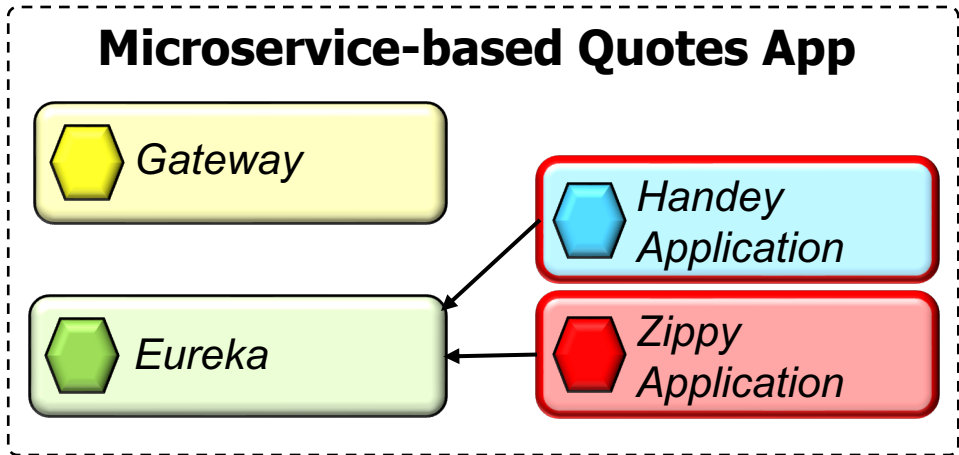 Microservice-based Quotes App
Gateway
Handey
Application
Eureka
Zippy
Application